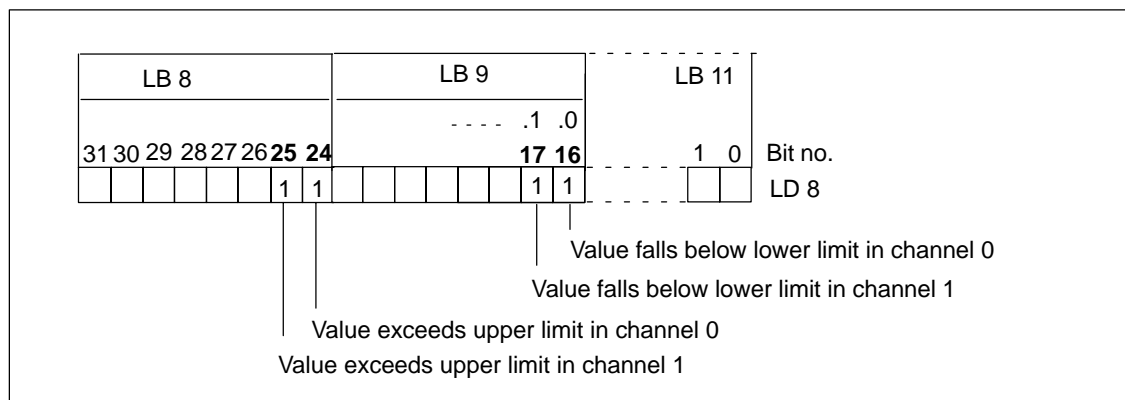 LB 8 LB 9 LB 11
- - - - .1 .0
31 30 29 28 27 26 25 24 17 16 1 0 Bit no.
1 1 1 1 LD 8
Value falls below lower limit in channel 0
Value falls below lower limit in channel 1
Value exceeds upper limit in channel 0
Value exceeds upper limit in channel 1